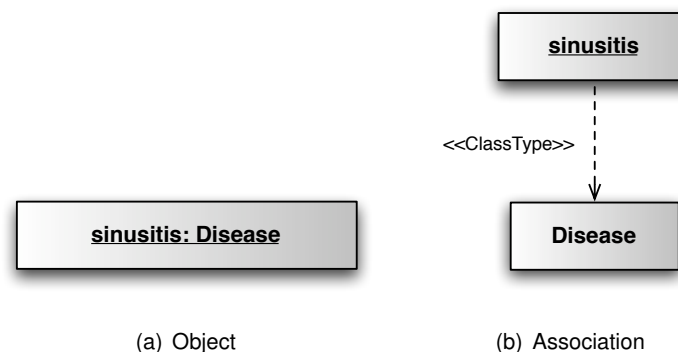 sinusitis
<<ClassType>>
sinusitis: Disease
Disease
(a) Object
(b) Association